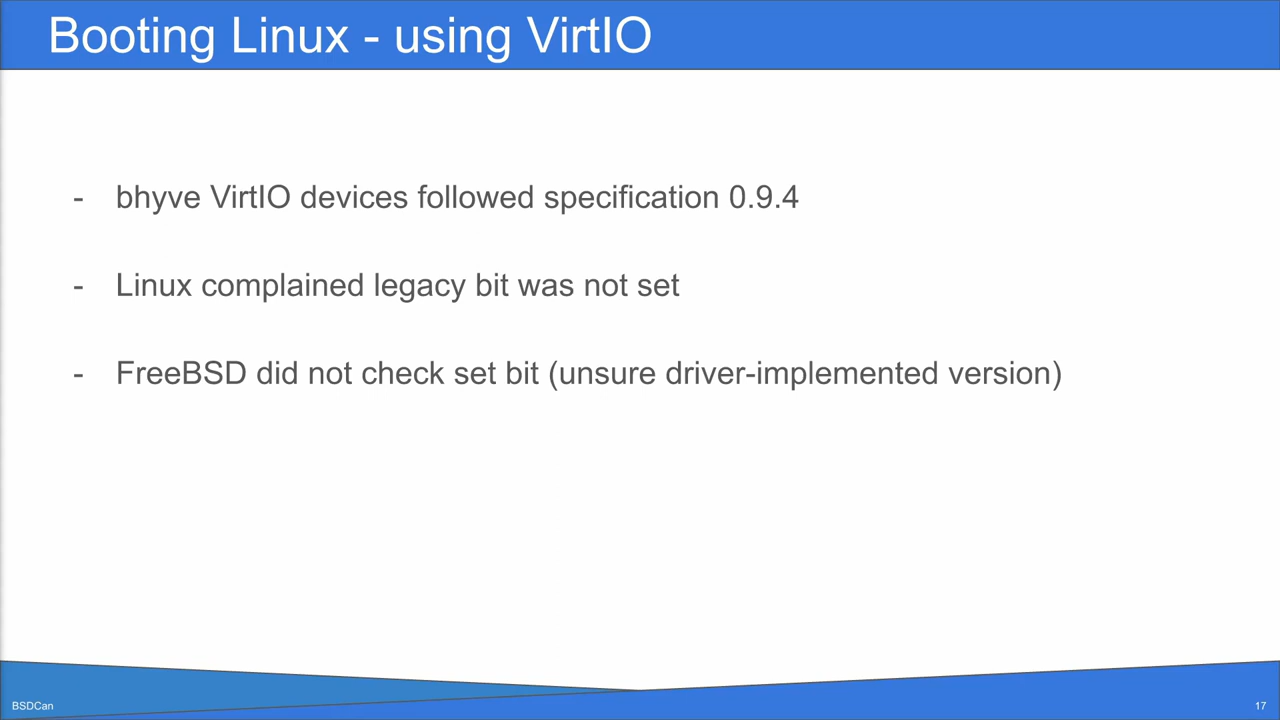 Booting Linux - using VirtIO
- bhyve VirtIO devices followed specification 0.9.4
- Linux complained legacy bit was not set
- FreeBSD did not check set bit (unsure driver-implemented version)
BSDCan
17